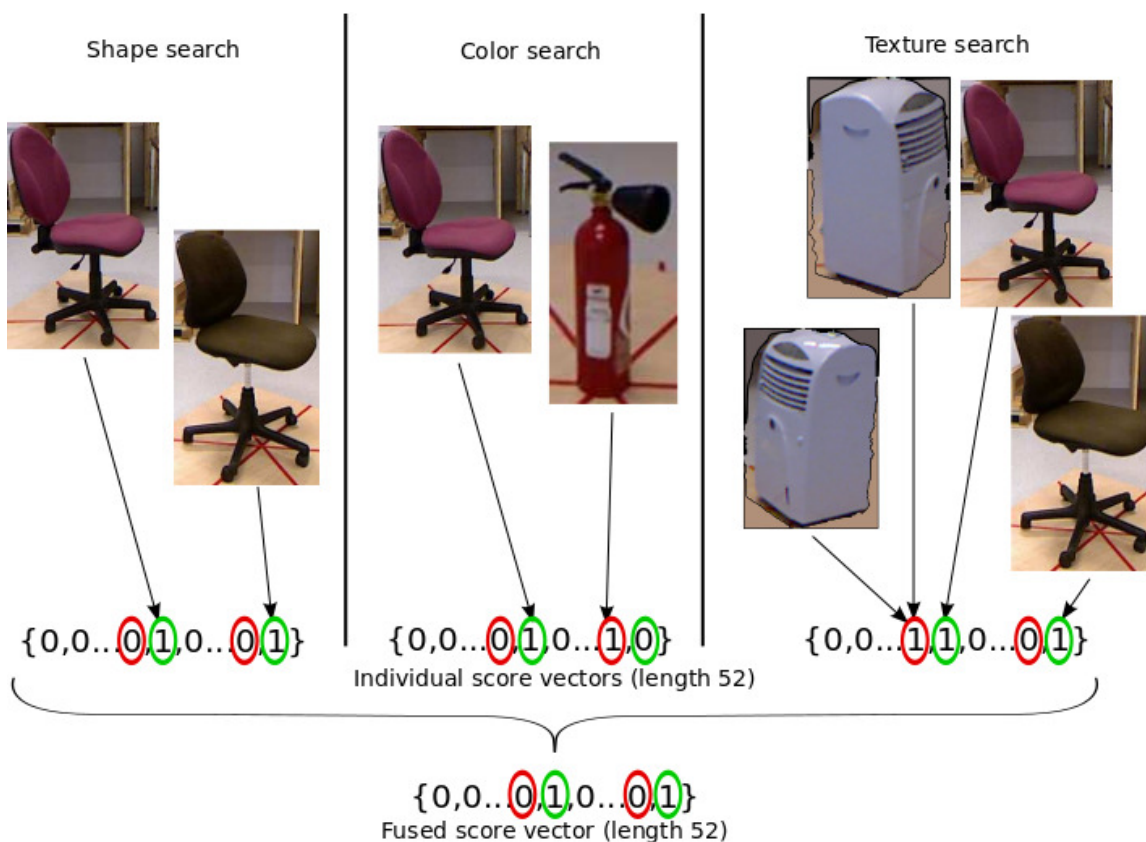 Shape search
Color search
Texture search
{0,0...0,1,0...0,1}
{0,0...0,1,0...1,0}
{0,0...1,1,0...0,1}
Individual score vectors (length 52)
{0,0...0,1,0...0,1}
Fused score vector (length 52)